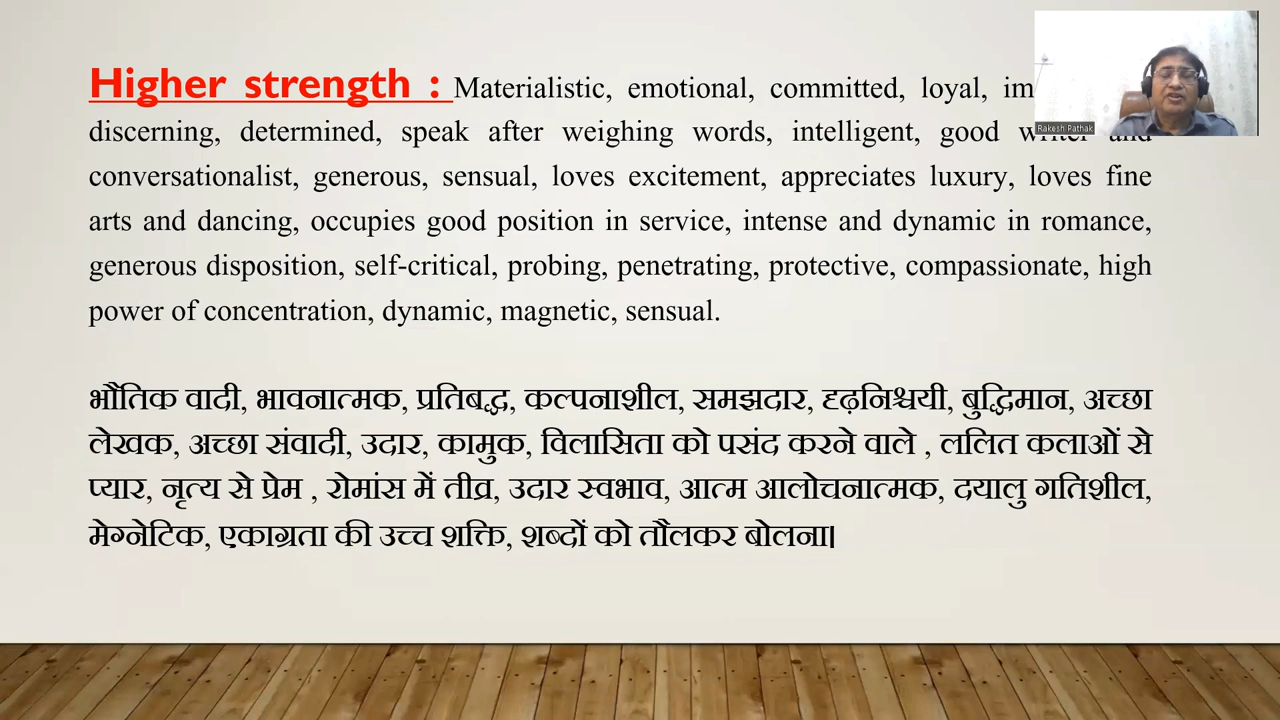 Higher strength : Materialistic, emotional, committed, loyal,
discerning, determined, speak after weighing words, intelligent, good writer and
conversationalist, generous, sensual, loves excitement, appreciates luxury, loves fine
arts and dancing, occupies good position in service, intense and dynamic in romance,
generous disposition, self-critical, probing, penetrating, protective, compassionate, high
power of concentration, dynamic, magnetic, sensual.
भौतिक वादी, भावनात्मक, प्रतिबद्ध, कल्पनाशील, समझदार, दृढ़निश्चयी, बुद्धिमान, अच्छा
लेखक, अच्छा संवादी, उदार, कामुक, विलासिता को पसंद करने वाले , ललित कलाओं से
प्यार, नृत्य से प्रेम , रोमांस में तीव्र, उदार स्वभाव, आत्म आलोचनात्मक, दयालु गतिशील,
मेग्नेटिक, एकाग्रता की उच्च शक्ति, शब्दों को तौलकर बोलना|
Rakesh Pathak